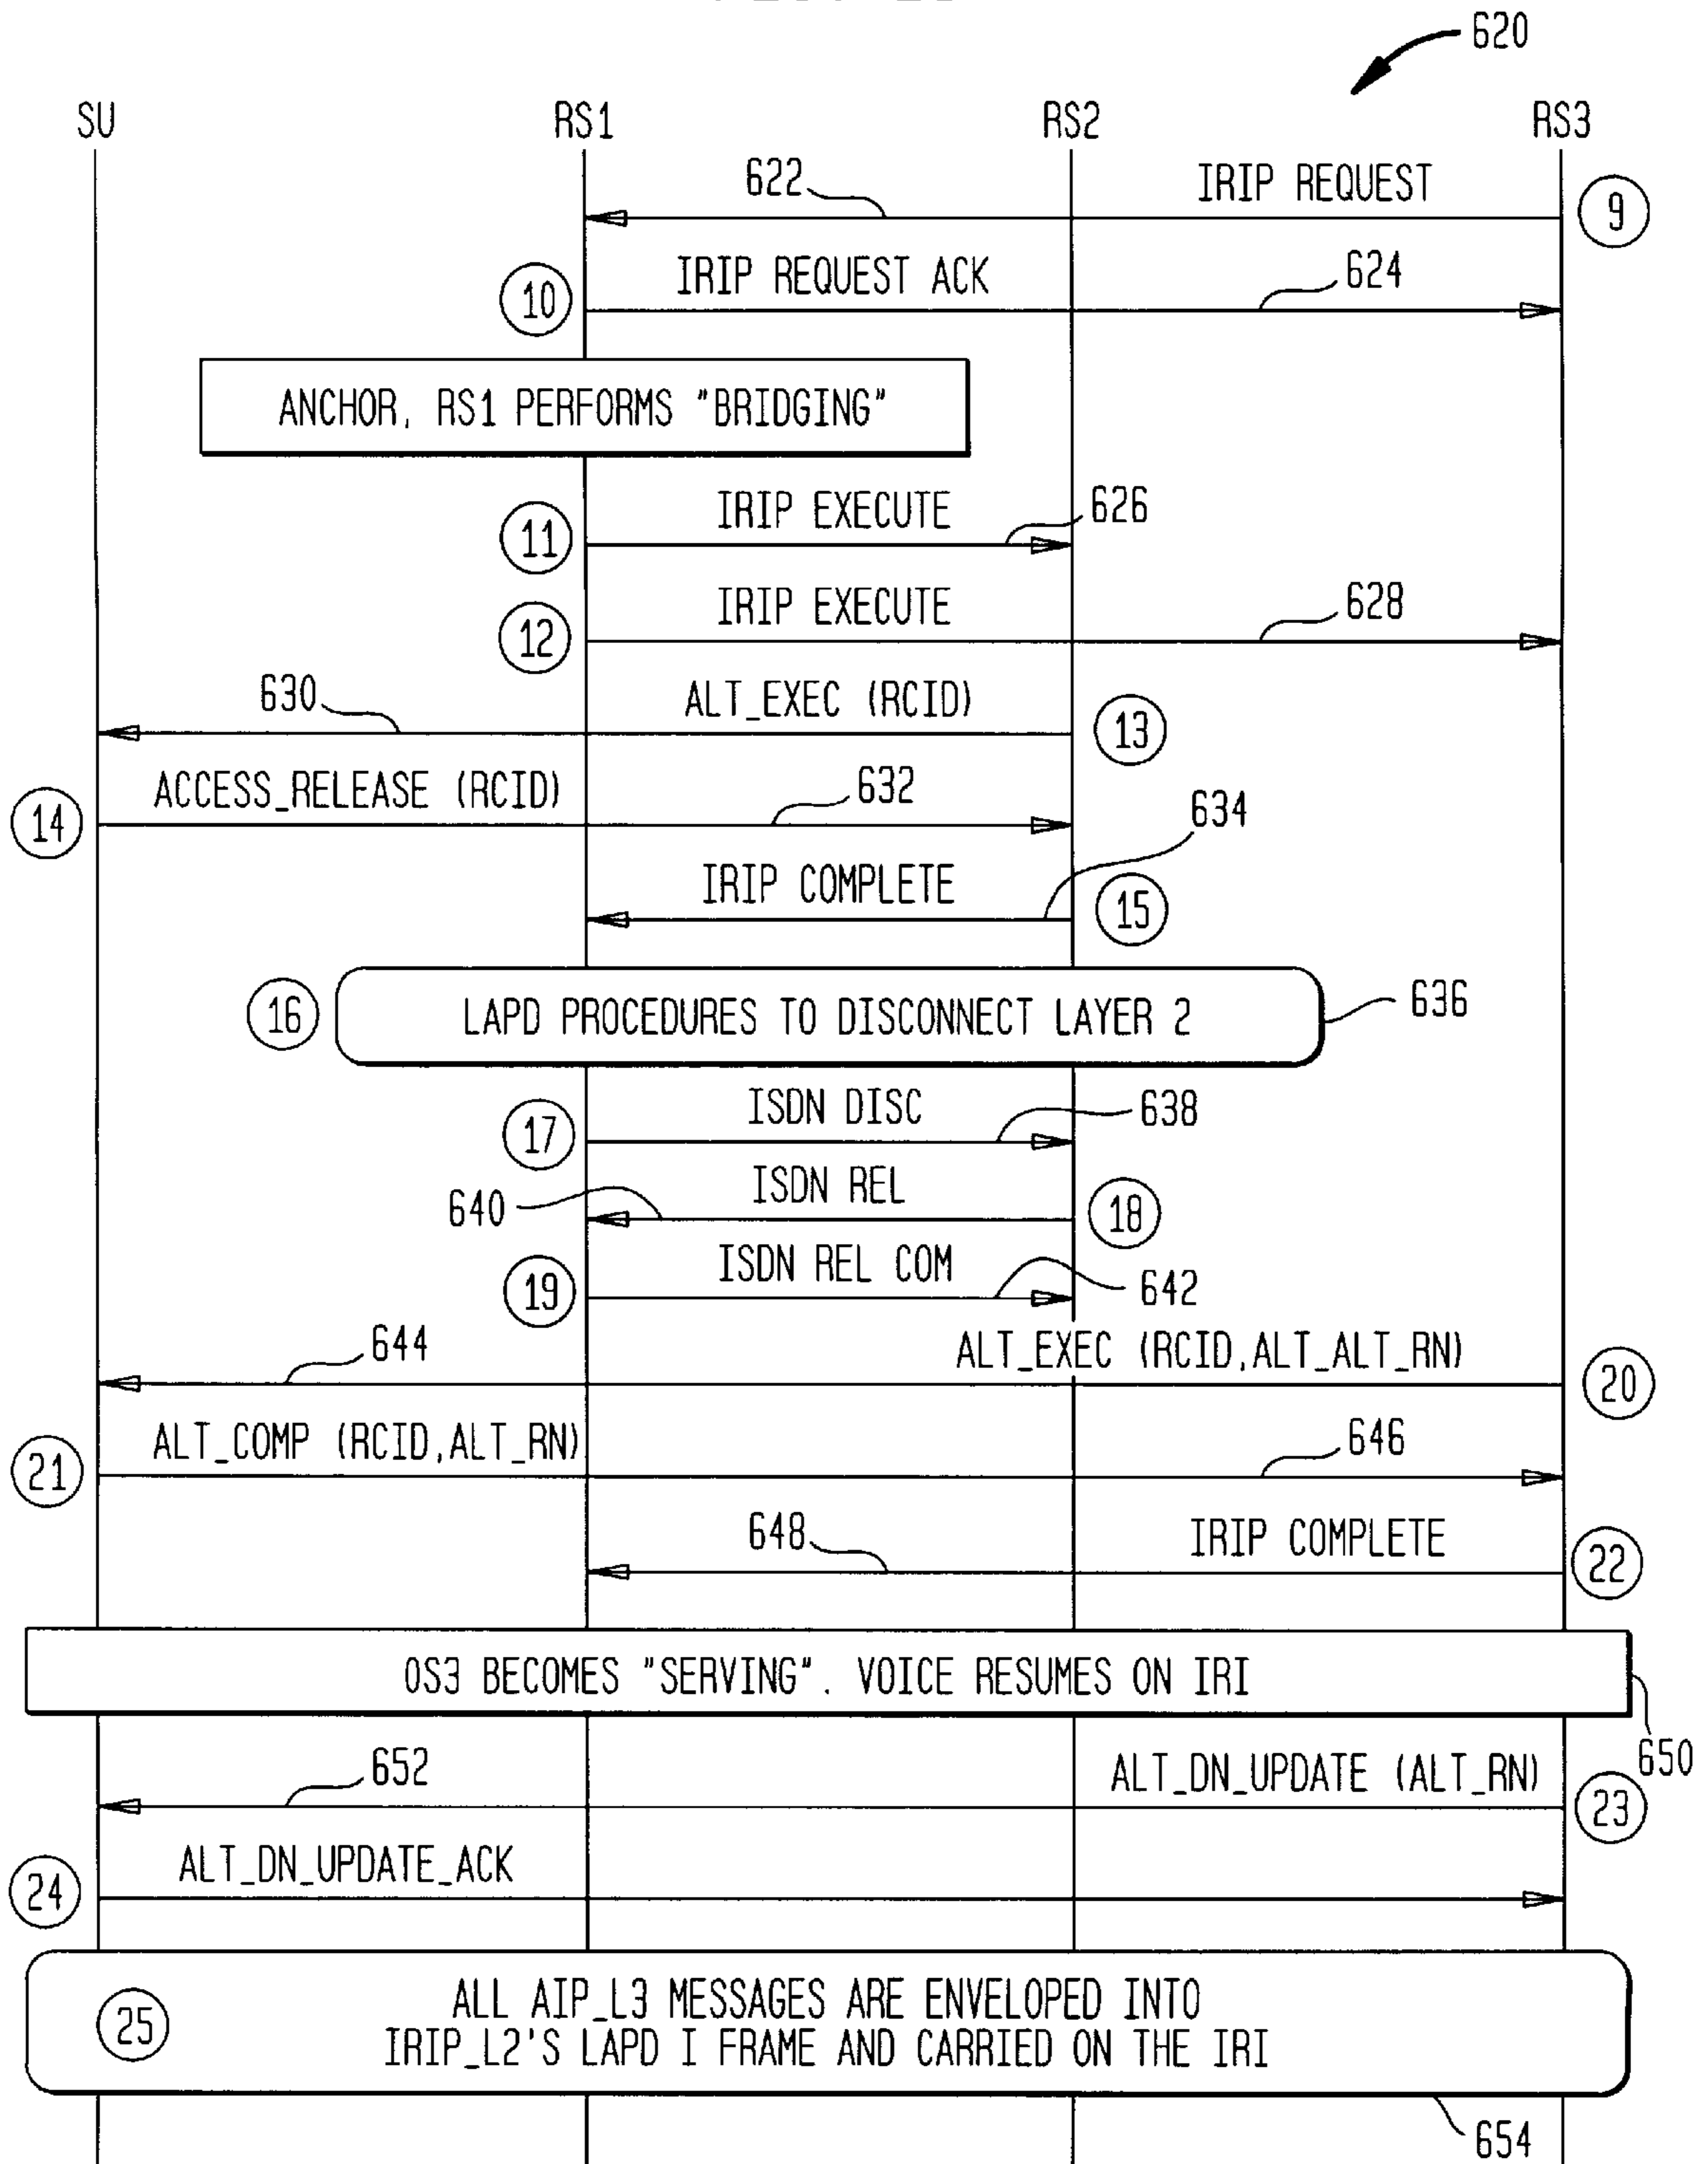 620
SU
RS1
RS2
RS3
622
IRIP REQUEST
9
IRIP REQUEST ACK
624
10
ANCHOR, RS1 PERFORMS "BRIDGING"
IRIP EXECUTE
626
11
IRIP EXECUTE
628
12
630
ALT_EXEC (RCID)
13
ACCESS_RELEASE (RCID)
632
14
634
IRIP COMPLETE
15
16
LAPD PROCEDURES TO DISCONNECT LAYER 2
636
ISDN DISC
638
17
ISDN REL
640
18
ISDN REL COM
642
19
644
ALT_EXEC (RCID,ALT_ALT_RN)
20
ALT_COMP (RCID,ALT_RN)
646
21
648
IRIP COMPLETE
22
OS3 BECOMES "SERVING". VOICE RESUMES ON IRI
650
652
ALT_DN_UPDATE (ALT_RN)
23
ALT_DN_UPDATE_ACK
24
25
ALL AIP_L3 MESSAGES ARE ENVELOPED INTO
IRIP_L2'S LAPD I FRAME AND CARRIED ON THE IRI
654